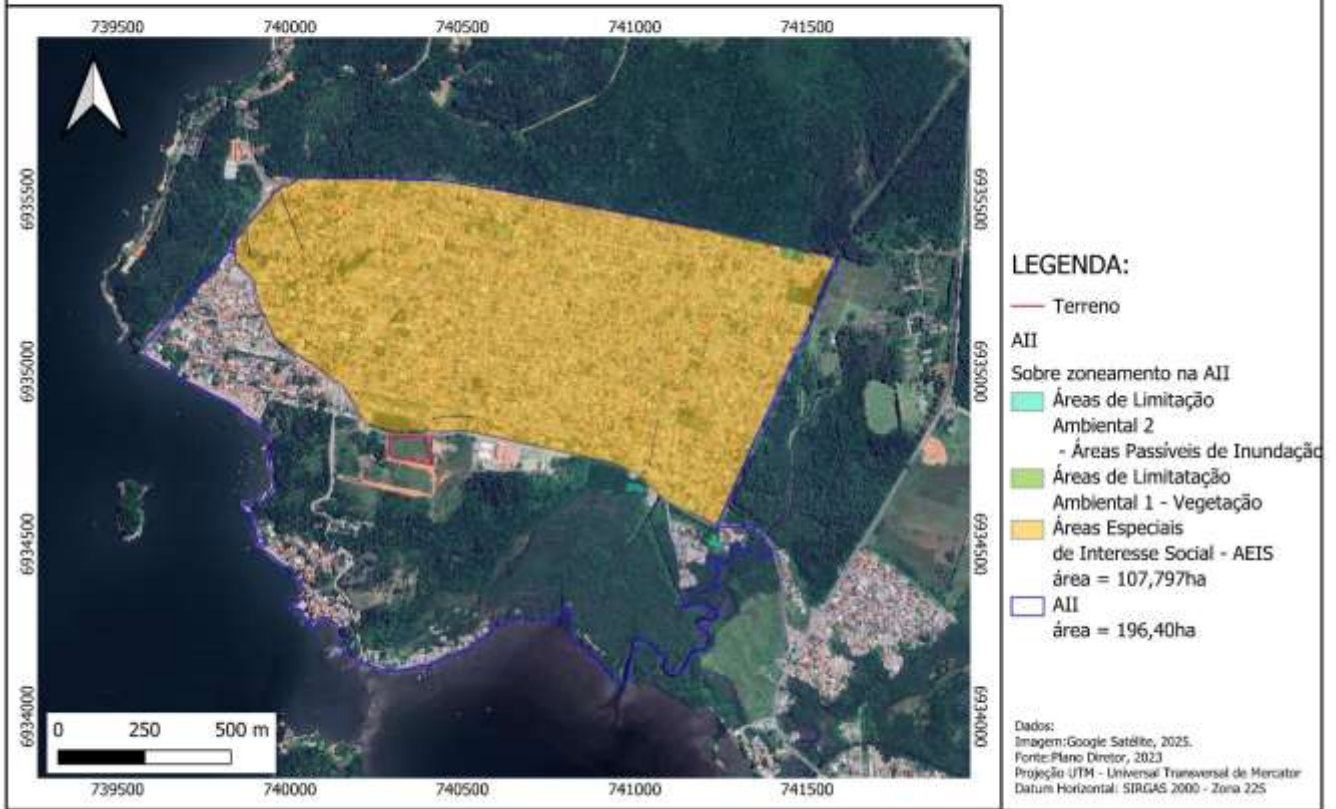 739500 740000 740500 741000 741500
6935500
6935000
6934500
6934000
0 250 500 m
739500 740000 740500 741000 741500
6935500
6935000
6934500
6934000
LEGENDA:
Terreno
AII
Sobre zoneamento na AII
Áreas de Limitação
Ambiental 2
- Áreas Passíveis de Inundação
Áreas de Limitatação
Ambiental 1 - Vegetação
Áreas Especiais
de Interesse Social - AEIS
área = 107,797ha
AII
área = 196,40ha
Dados:
Imagem:Google Satélite, 2025.
Fonte:Plano Diretor, 2023
Projeção UTM - Universal Transversal de Mercator
Datum Horizontal: SIRGAS 2000 - Zona 22S